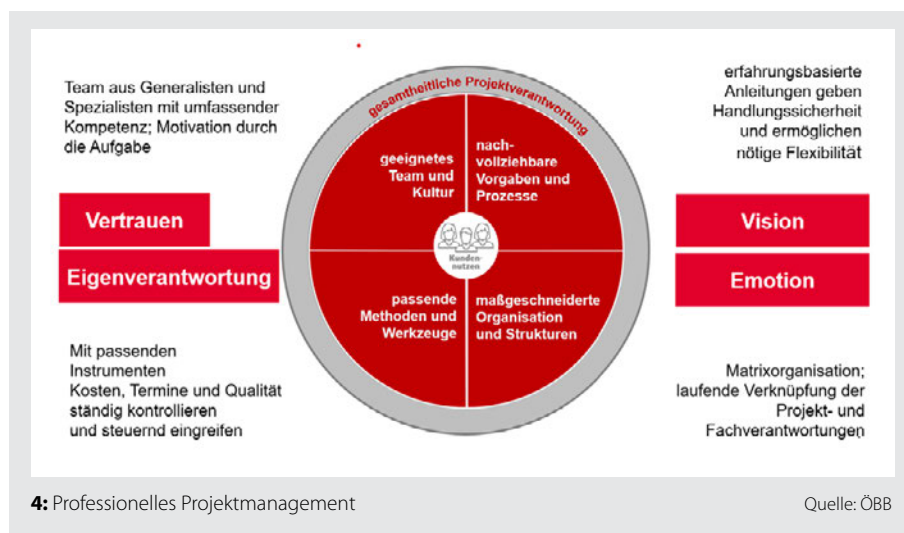 Team aus Generalisten und
Spezialisten mit umfassender
Kompetenz; Motivation durch
die Aufgabe
Vertrauen
Eigenverantwortung
Mit passenden
Instrumenten
Kosten, Termine und Qualität
ständig kontrollieren
und steuernd eingreifen
gesamtheitliche Projektverantwortung
geeignetes
Team und
Kultur
nach-
vollziehbare
Vorgaben und
Prozesse
Kunden-
nutzen
passende
Methoden und
Werkzeuge
maßgeschneiderte
Organisation
und Strukturen
erfahrungsbasierte
Anleitungen geben
Handlungssicherheit
und ermöglichen
nötige Flexibilität
Vision
Emotion
Matrixorganisation;
laufende Verknüpfung der
Projekt- und
Fachverantwortungen
4: Professionelles Projektmanagement
Quelle: ÖBB